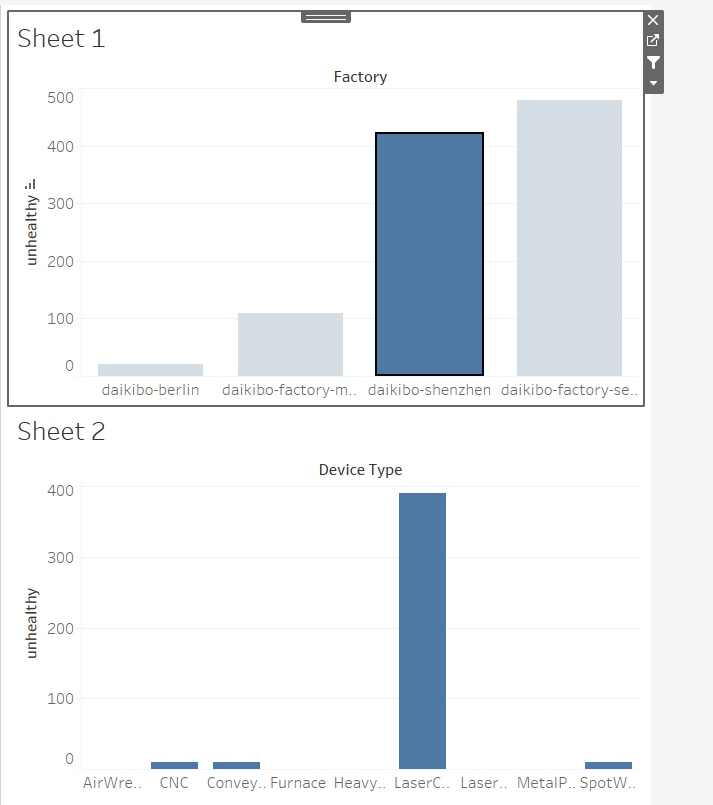 Sheet 1
Factory
500
400
300
200
100
0
unhealthy
daikibo-berlin daikibo-factory-m.. daikibo-shenzhen daikibo-factory-se..
Sheet 2
Device Type
400
300
200
100
0
unhealthy
AirWre.. CNC Convey.. Furnace Heavy.. LaserC.. Laser.. MetalP.. SpotW..